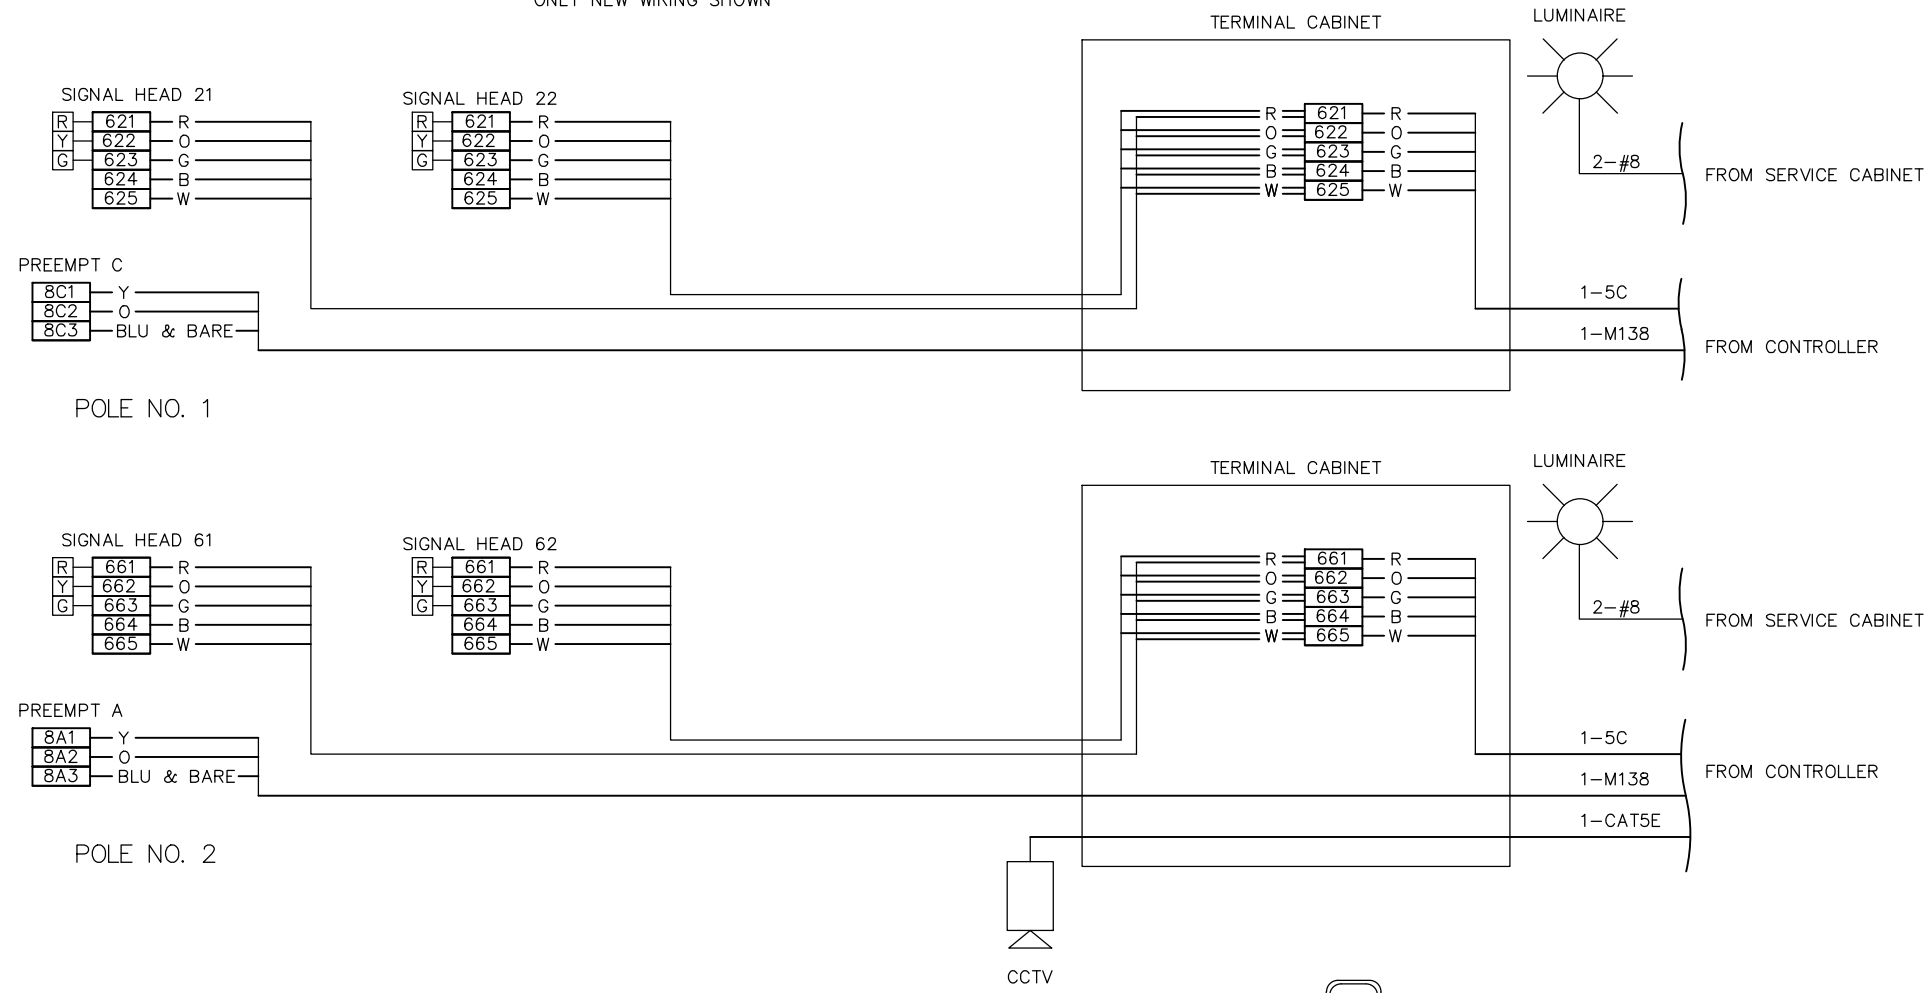 ONLY NEW WIRING SHOWN
TERMINAL CABINET
LUMINAIRE
SIGNAL HEAD 21
R 621 R
Y 622 O
G 623 G
624 B
625 W
SIGNAL HEAD 22
R 621 R
Y 622 O
G 623 G
624 B
625 W
R 621 R
O 622 O
G 623 G
B 624 B
W 625 W
2-#8
FROM SERVICE CABINET
PREEMPT C
8C1 Y
8C2 O
8C3 BLU & BARE
1-5C
1-M138
FROM CONTROLLER
POLE NO. 1
TERMINAL CABINET
LUMINAIRE
SIGNAL HEAD 61
R 661 R
Y 662 O
G 663 G
664 B
665 W
SIGNAL HEAD 62
R 661 R
Y 662 O
G 663 G
664 B
665 W
R 661 R
O 662 O
G 663 G
B 664 B
W 665 W
2-#8
FROM SERVICE CABINET
PREEMPT A
8A1 Y
8A2 O
8A3 BLU & BARE
1-5C
1-M138
1-CAT5E
FROM CONTROLLER
POLE NO. 2
CCTV